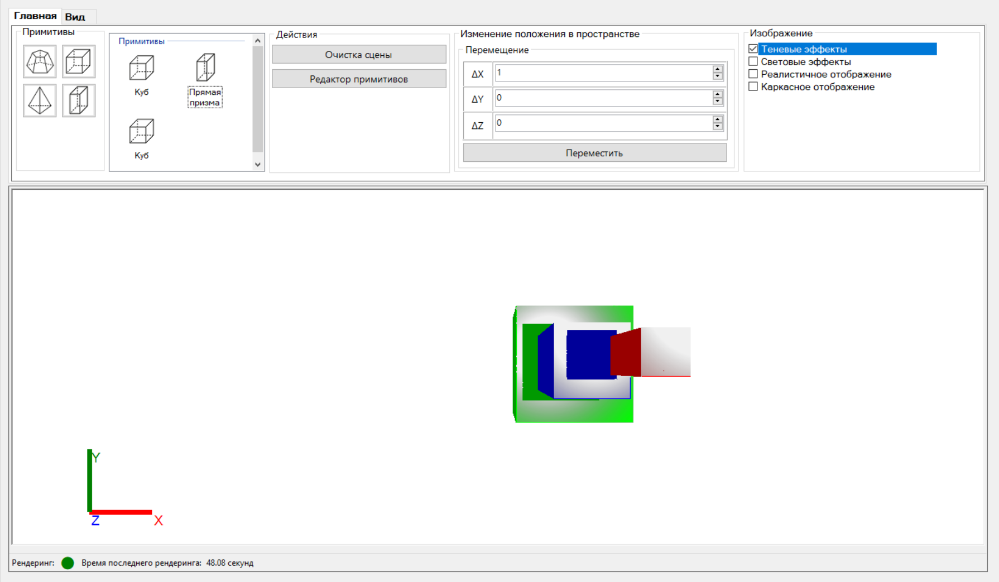 Главная Вид
Примитивы
Примитивы
Куб
Прямая
призма
Куб
Действия
Очистка сцены
Редактор примитивов
Изменение положения в пространстве
Перемещение
ΔX 1
ΔY 0
ΔZ 0
Переместить
Изображение
Теневые эффекты
Световые эффекты
Реалистичное отображение
Каркасное отображение
Y
Z X
Рендеринг: Время последнего рендеринга: 48.08 секунд